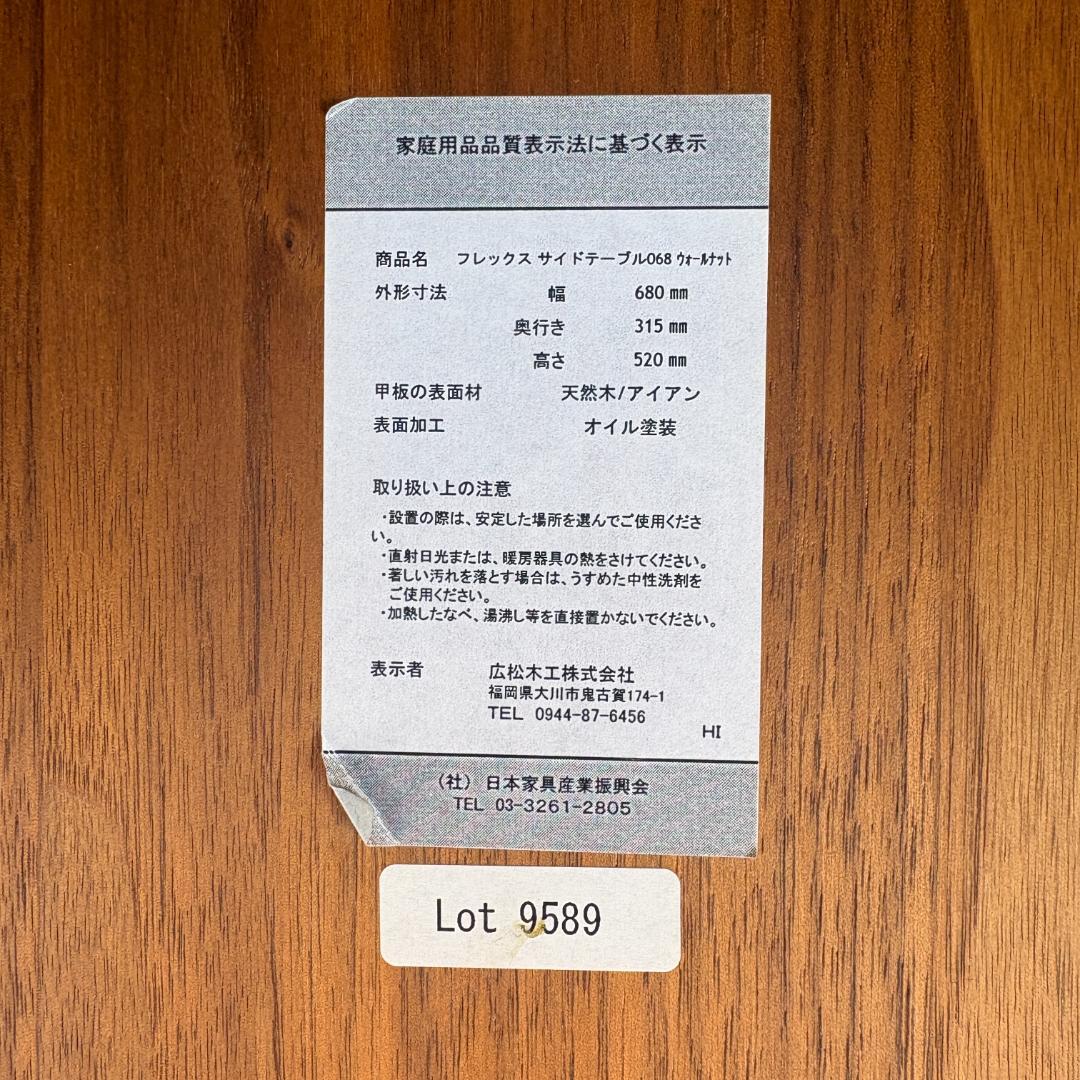 家庭用品品質表示法に基づく表示
商品名 フレックス サイドテーブル068 ウォールナット
外形寸法 幅 680 ㎜
奥行き 315 ㎜
高さ 520 ㎜
甲板の表面材 天然木/アイアン
表面加工 オイル塗装
取り扱い上の注意
・設置の際は、安定した場所を選んでご使用くださ
い。
・直射日光または、暖房器具の熱をさけてください。
・著しい汚れを落とす場合は、うすめた中性洗剤を
ご使用ください。
・加熱したなべ、湯沸し等を直接置かないでください。
表示者 広松木工株式会社
福岡県大川市鬼古賀174-1
TEL 0944-87-6456
HI
（社） 日本家具産業振興会
TEL 03-3261-2805
Lot 9589